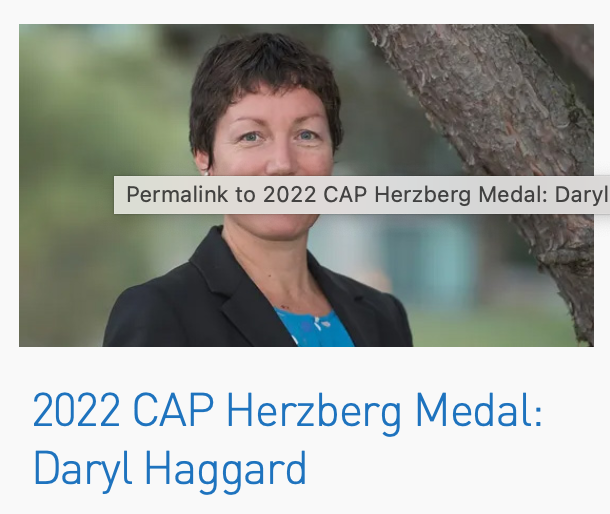 Permalink to 2022 CAP Herzberg Medal: Daryl
2022 CAP Herzberg Medal:
Daryl Haggard